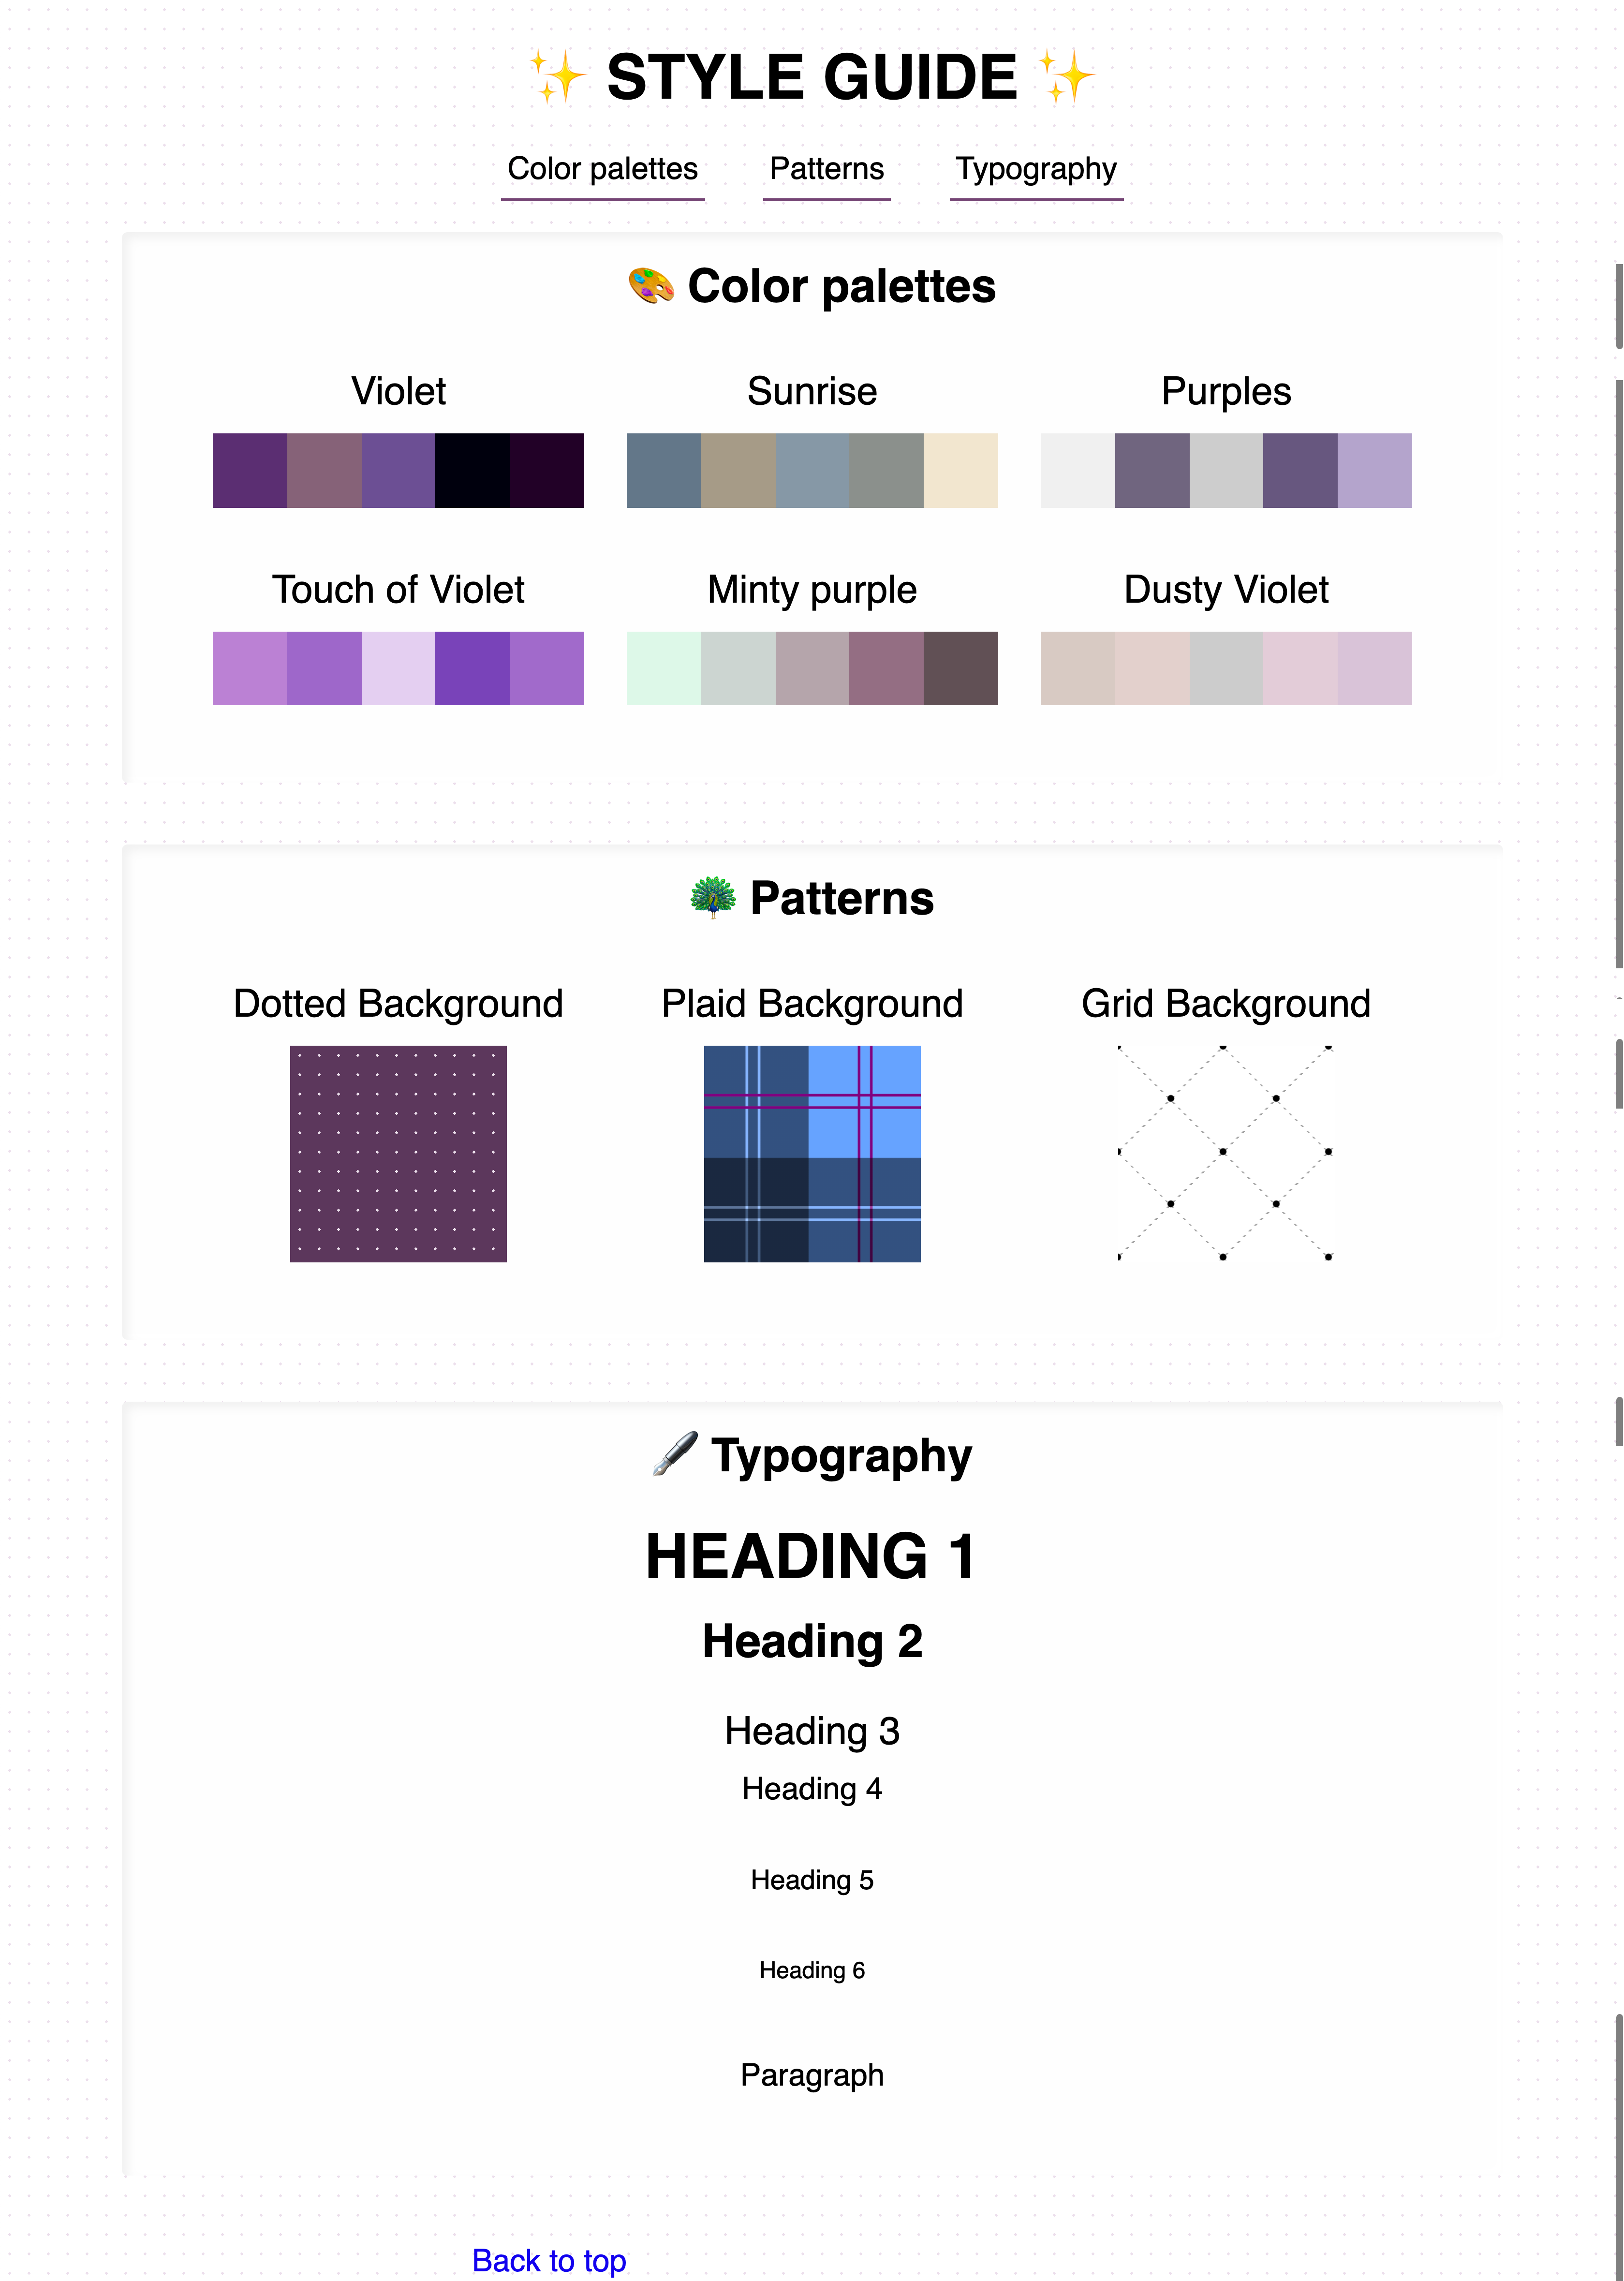 ✨ STYLE GUIDE ✨
Color palettes Patterns Typography
🎨 Color palettes
Violet Sunrise Purples
Touch of Violet Minty purple Dusty Violet
🦚 Patterns
Dotted Background Plaid Background Grid Background
🖋️ Typography
HEADING 1
Heading 2
Heading 3
Heading 4
Heading 5
Heading 6
Paragraph
Back to top